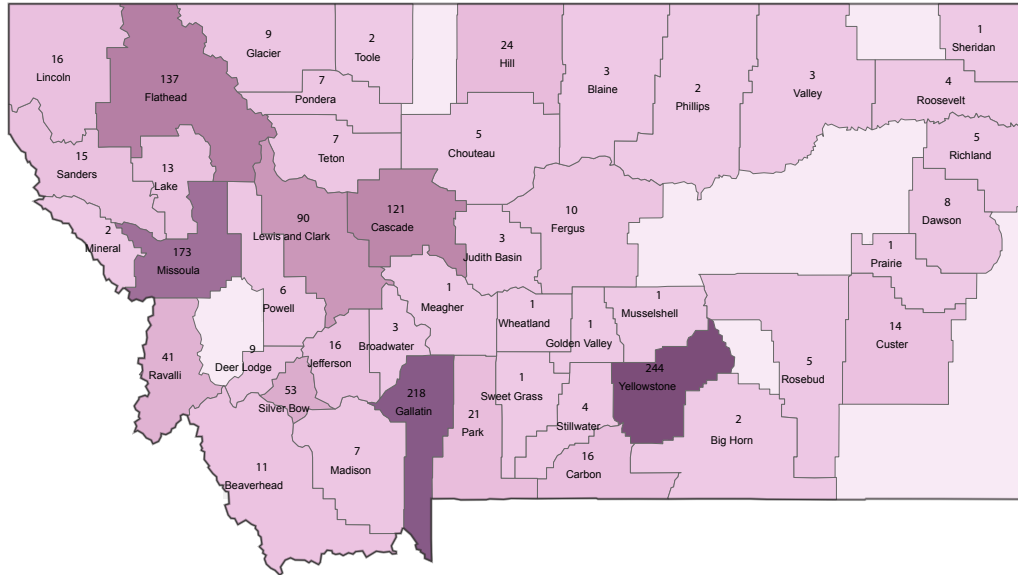 16
Lincoln
137
Flathead
9
Glacier
2
Toole
24
Hill
3
Blaine
2
Phillips
3
Valley
1
Sheridan
4
Roosevelt
7
Pondera
15
Sanders
13
Lake
7
Teton
5
Chouteau
5
Richland
2
Mineral
173
Missoula
90
Lewis and Clark
121
Cascade
3
Judith Basin
10
Fergus
8
Dawson
1
Prairie
6
Powell
1
Meagher
1
Wheatland
1
Golden Valley
1
Musselshell
14
Custer
41
Ravalli
9
Deer Lodge
16
Jefferson
3
Broadwater
53
Silver Bow
218
Gallatin
21
Park
1
Sweet Grass
4
Stillwater
244
Yellowstone
5
Rosebud
2
Big Horn
11
Beaverhead
7
Madison
16
Carbon